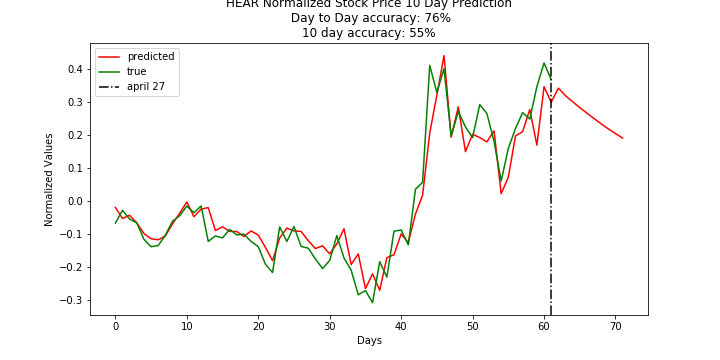 HEAR Normalized Stock Price 10 Day Prediction
Day to Day accuracy: 76%
10 day accuracy: 55%
predicted
true
april 27
Normalized Values
0.4
0.3
0.2
0.1
0.0
−0.1
−0.2
−0.3
0
10
20
30
40
50
60
70
Days